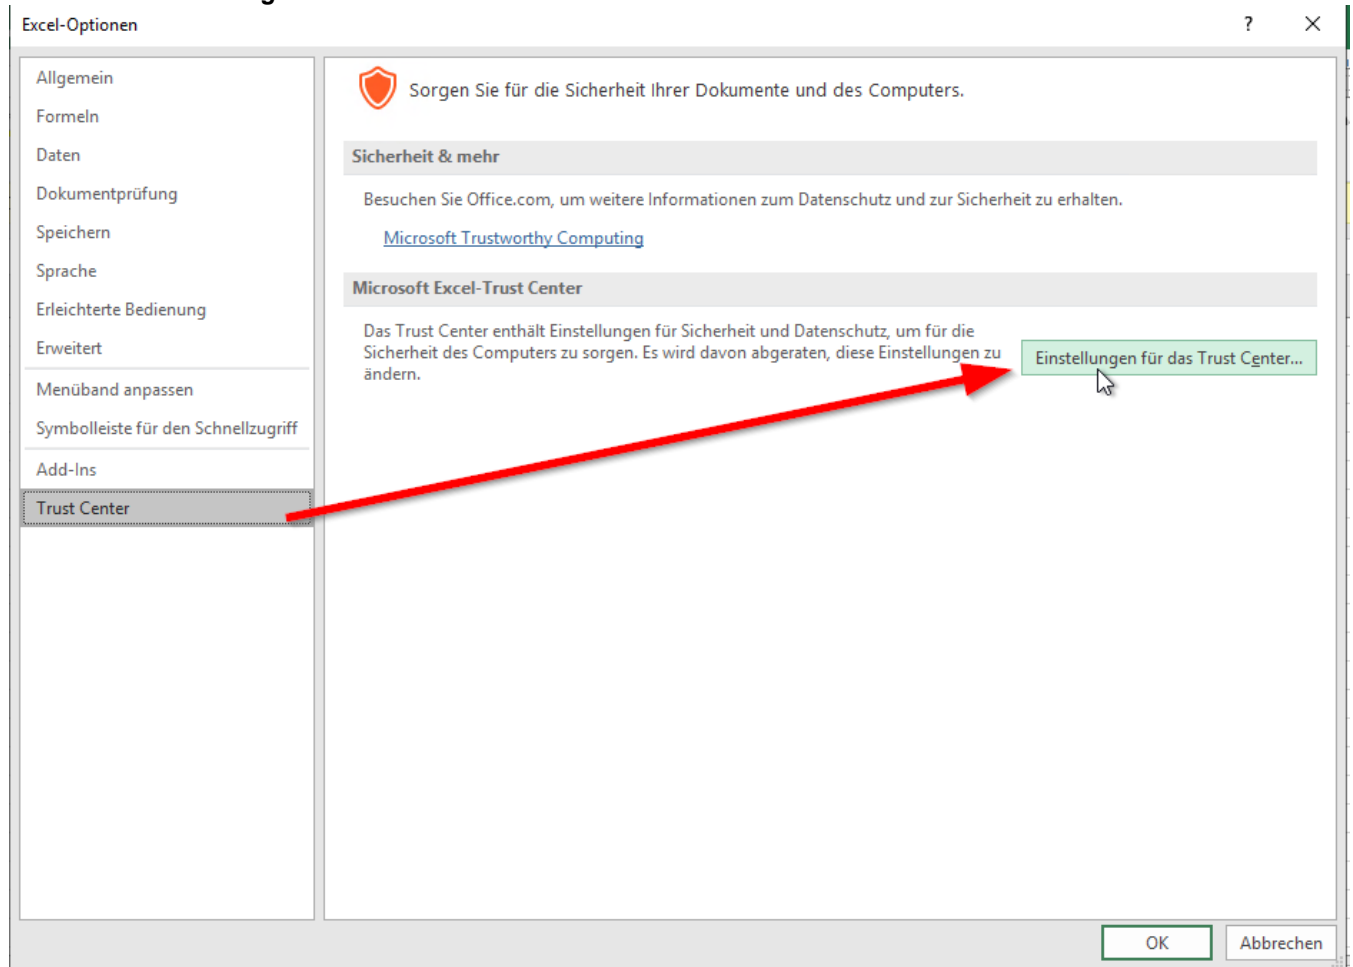 Excel-Optionen
?
Allgemein
Formeln
Daten
Dokumentprüfung
Speichern
Sprache
Erleichterte Bedienung
Erweitert
Menüband anpassen
Symbolleiste für den Schnellzugriff
Add-Ins
Trust Center
Sorgen Sie für die Sicherheit Ihrer Dokumente und des Computers.
Sicherheit & mehr
Besuchen Sie Office.com, um weitere Informationen zum Datenschutz und zur Sicherheit zu erhalten.
Microsoft Trustworthy Computing
Microsoft Excel-Trust Center
Das Trust Center enthält Einstellungen für Sicherheit und Datenschutz, um für die
Sicherheit des Computers zu sorgen. Es wird davon abgeraten, diese Einstellungen zu
ändern.
Einstellungen für das Trust Center...
OK
Abbrechen